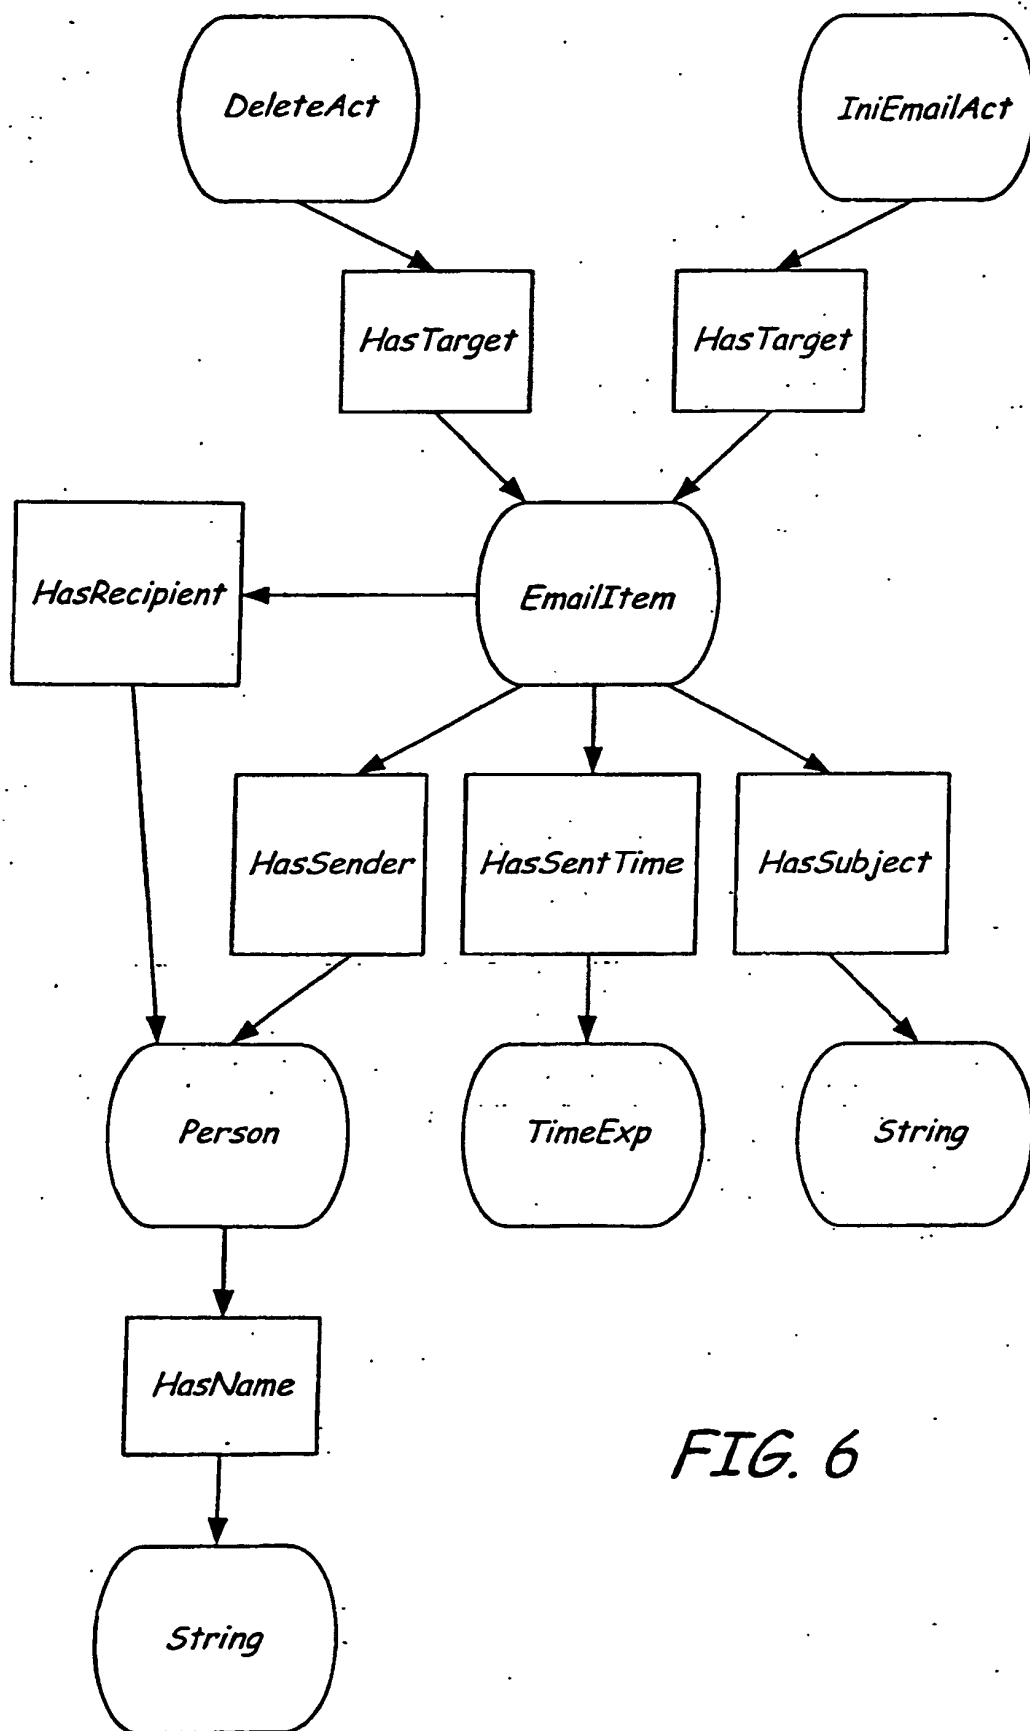 DeleteAct
IniEmailAct
HasTarget
HasTarget
HasRecipient
EmailItem
HasSender
HasSentTime
HasSubject
Person
TimeExp
String
HasName
FIG. 6
String